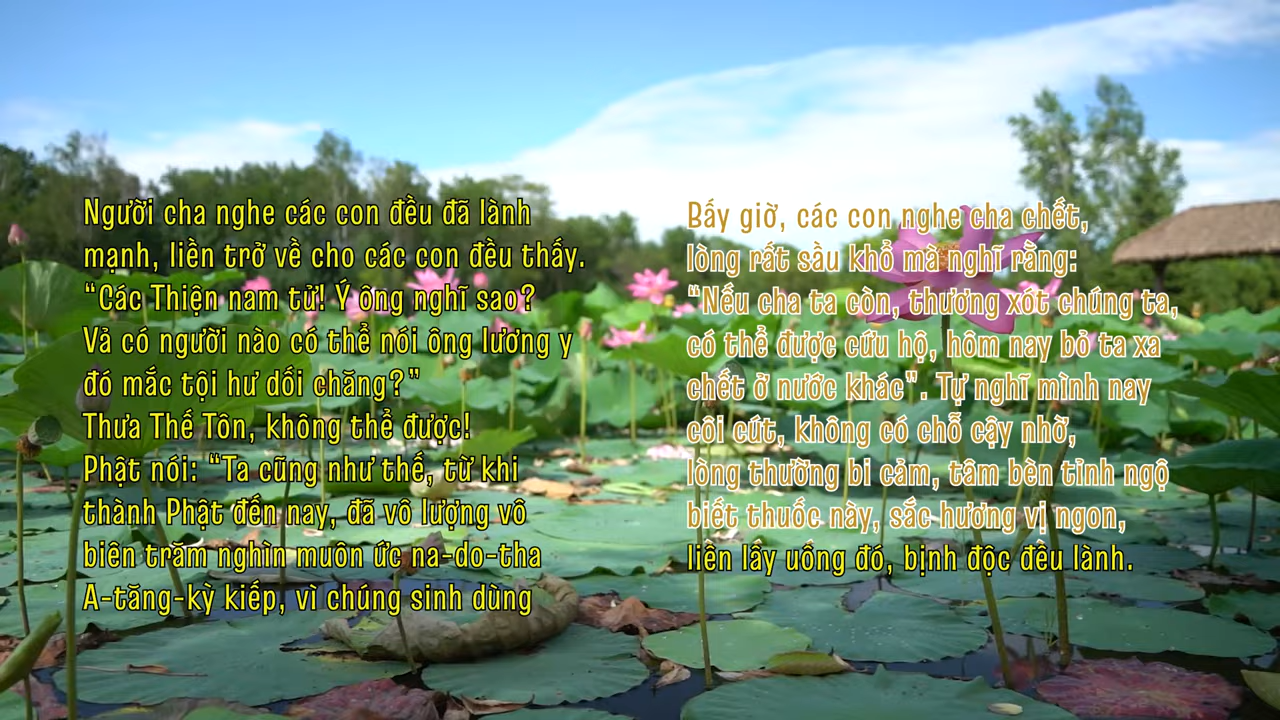 Người cha nghe các con đều đã lành
mạnh, liền trở về cho các con đều thấy.
“Các Thiện nam tử! Ý ông nghĩ sao?
Vả có người nào có thể nói ông lương y
đó mắc tội hư dối chăng?”
Thưa Thế Tôn, không thể được!
Phật nói: “Ta cũng như thế, từ khi
thành Phật đến nay, đã vô lượng vô
biên trăm nghìn muôn ức na-do-tha
A-tăng-kỳ kiếp, vì chúng sinh dùng
Bấy giờ, các con nghe cha chết,
lòng rất sầu khổ mà nghĩ rằng:
“Nếu cha ta còn, thương xót chúng ta,
có thể được cứu hộ, hôm nay bỏ ta xa
chết ở nước khác”. Tự nghĩ mình nay
côi cút, không có chỗ cậy nhờ,
lòng thường bi cảm, tâm bèn tỉnh ngộ
biết thuốc này, sắc hương vị ngon,
liền lấy uống đó, bịnh độc đều lành.